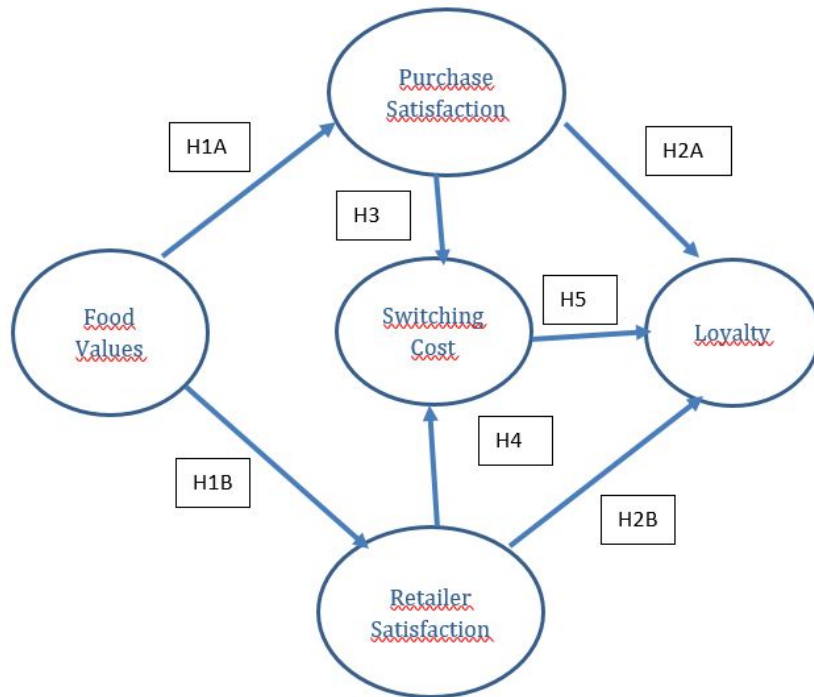 Purchase
Satisfaction
H1A
H2A
H3
H5
Food
Values
Switching
Cost
Loyalty
H4
H1B
H2B
Retailer
Satisfaction